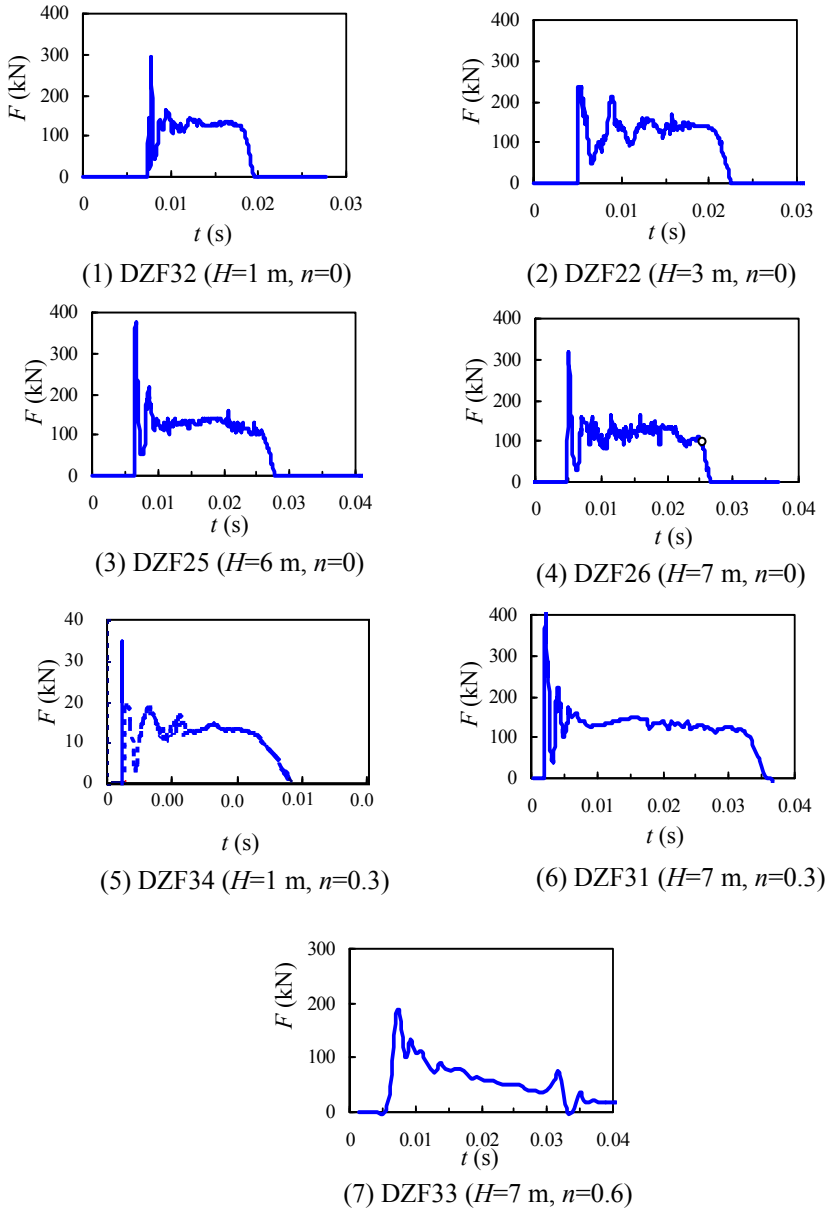 400
300
200
100
0
F (kN)
0 0.01 0.02 0.03
t (s)
(1) DZF32 (H=1 m, n=0)
400
300
200
100
0
F (kN)
0 0.01 0.02 0.03
t (s)
(2) DZF22 (H=3 m, n=0)
400
300
200
100
0
F (kN)
0 0.01 0.02 0.03 0.04
t (s)
(3) DZF25 (H=6 m, n=0)
400
300
200
100
0
F (kN)
0 0.01 0.02 0.03 0.04
t (s)
(4) DZF26 (H=7 m, n=0)
40
30
20
10
0
F (kN)
0 0.00 0.0 0.01 0.0
t (s)
(5) DZF34 (H=1 m, n=0.3)
400
300
200
100
0
F (kN)
0 0.01 0.02 0.03 0.04
t (s)
(6) DZF31 (H=7 m, n=0.3)
300
200
100
0
F (kN)
0 0.01 0.02 0.03 0.04
t (s)
(7) DZF33 (H=7 m, n=0.6)